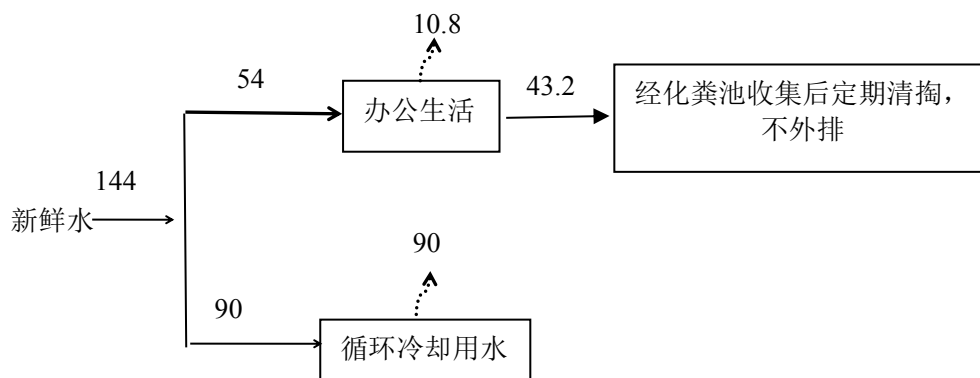 10.8
54
办公生活
43.2
经化粪池收集后定期清掏，
不外排
144
新鲜水
90
90
循环冷却用水